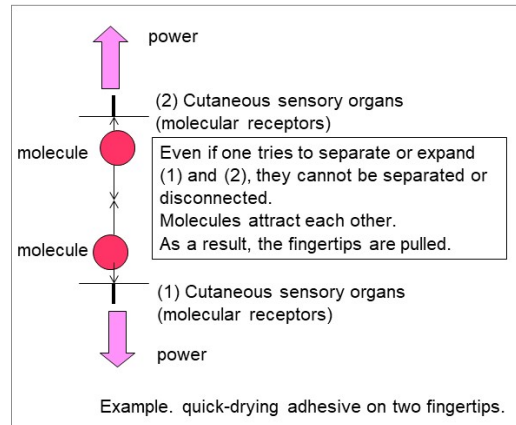 power
(2) Cutaneous sensory organs
(molecular receptors)
molecule
Even if one tries to separate or expand
(1) and (2), they cannot be separated or
disconnected.
Molecules attract each other.
As a result, the fingertips are pulled.
molecule
(1) Cutaneous sensory organs
(molecular receptors)
power
Example. quick-drying adhesive on two fingertips.